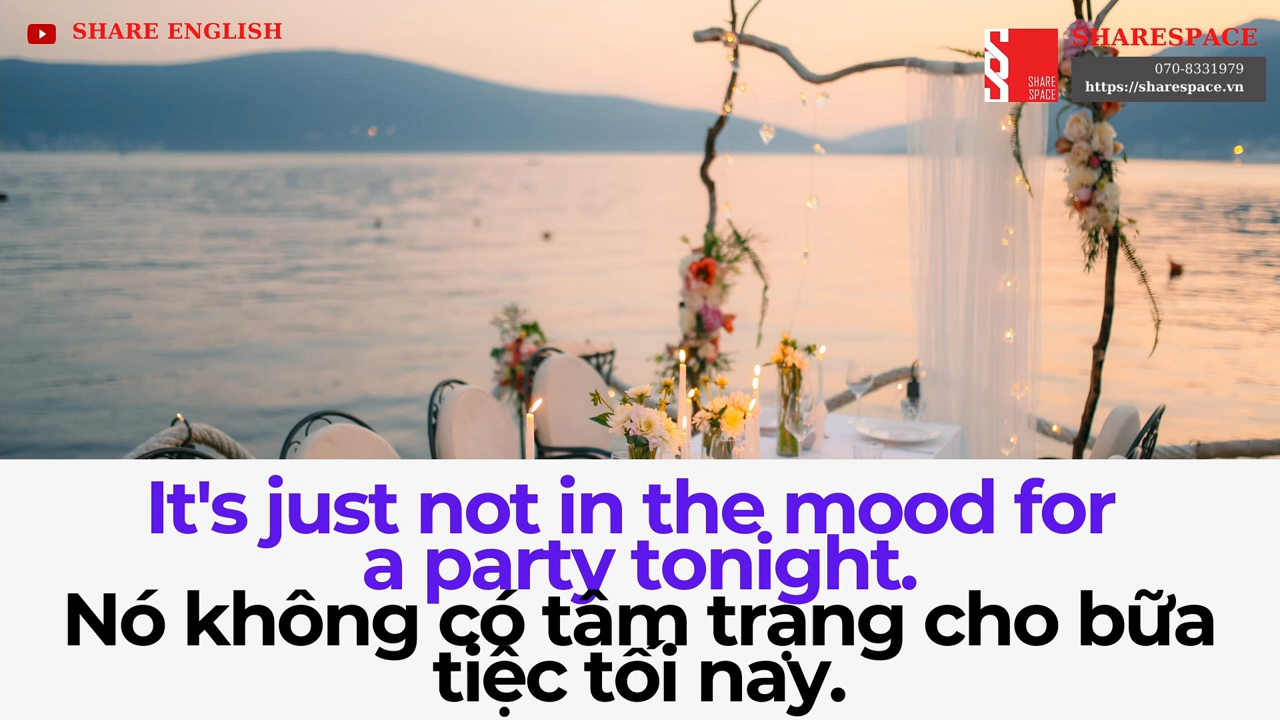 SHARE ENGLISH
SHARESPACE
SHARE
SPACE
070-8331979
https://sharespace.vn
It's just not in the mood for
a party tonight.
Nó không có tâm trạng cho bữa
tiệc tối nay.